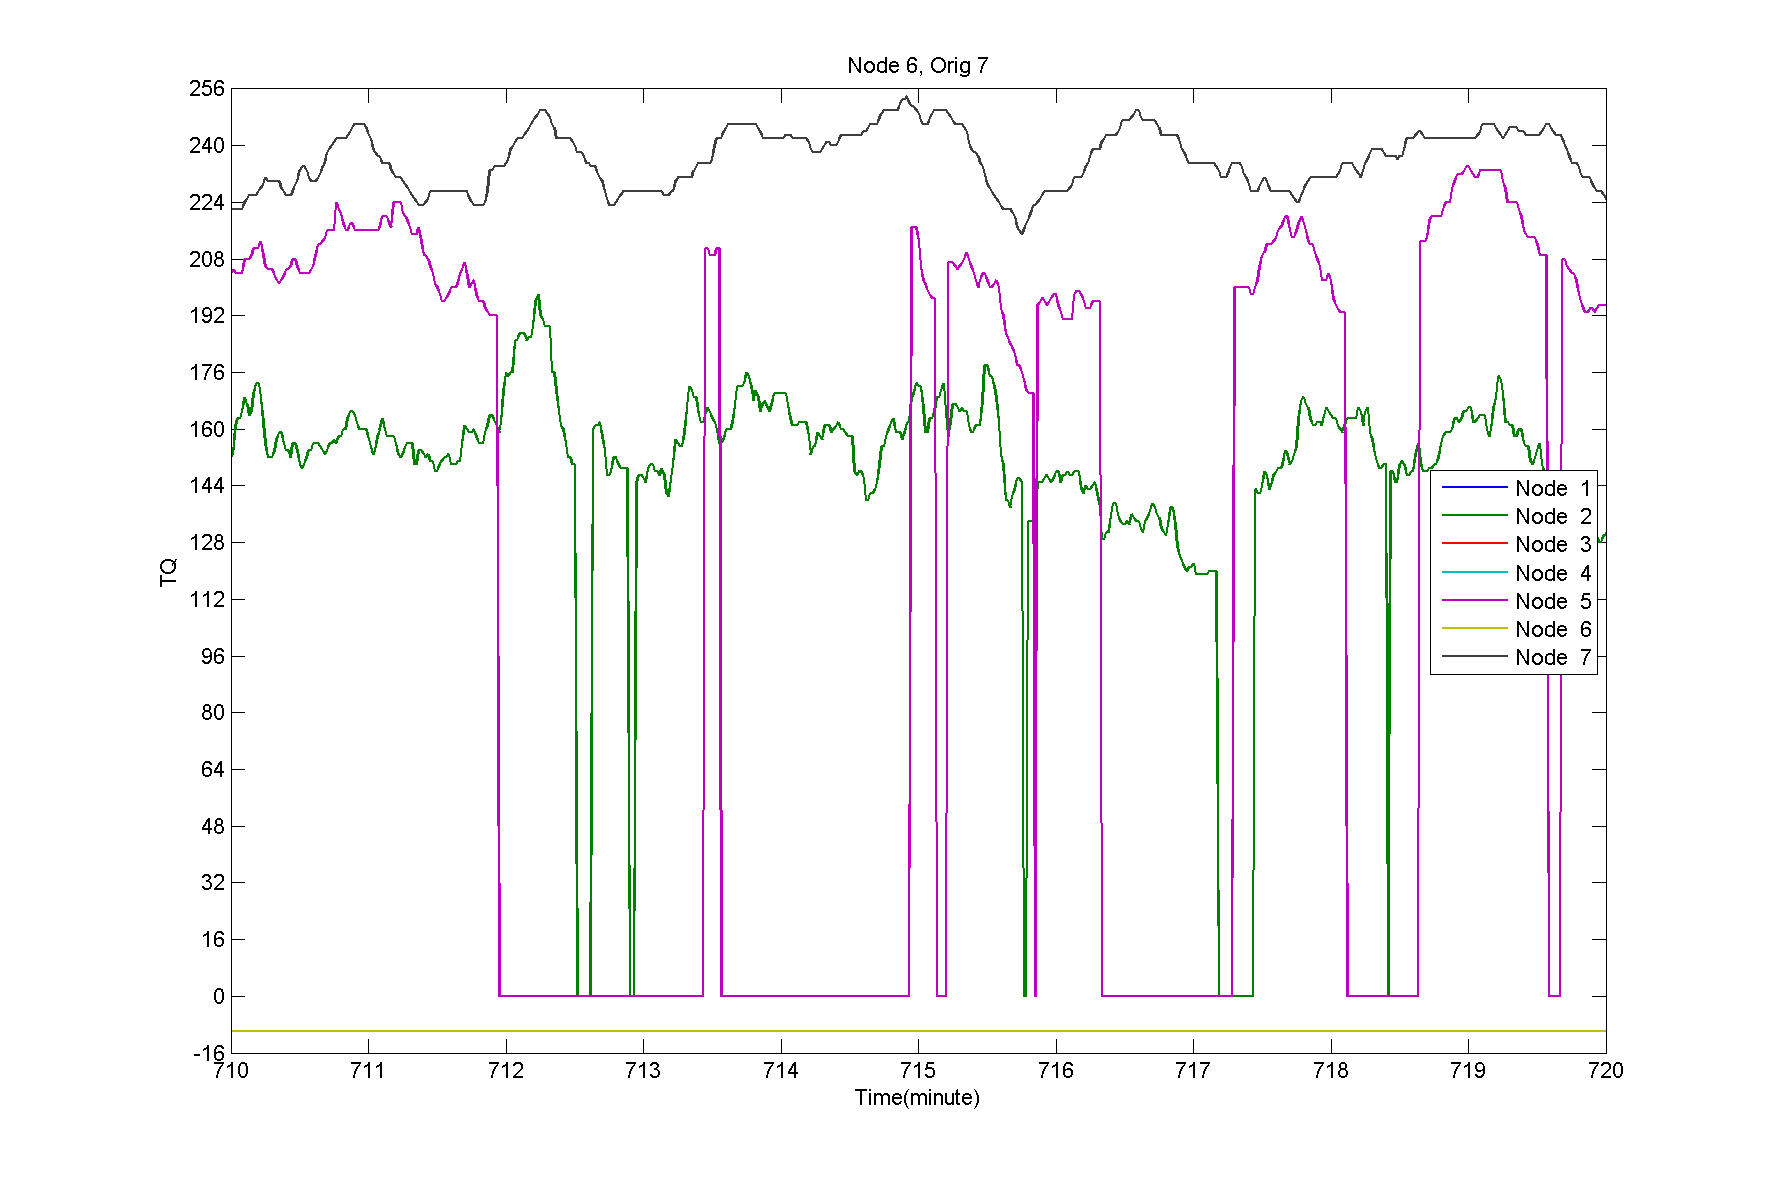 Node 6, Orig 7
256
240
224
208
192
176
160
144
128
112
96
80
64
48
32
16
0
-16
TQ
Node 1
Node 2
Node 3
Node 4
Node 5
Node 6
Node 7
710 711 712 713 714 715 716 717 718 719 720
Time(minute)